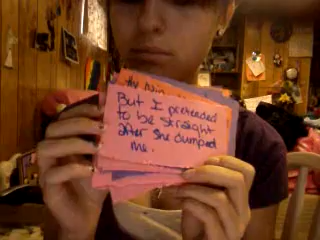 But I pretended
to be straight
after she dumped
me.